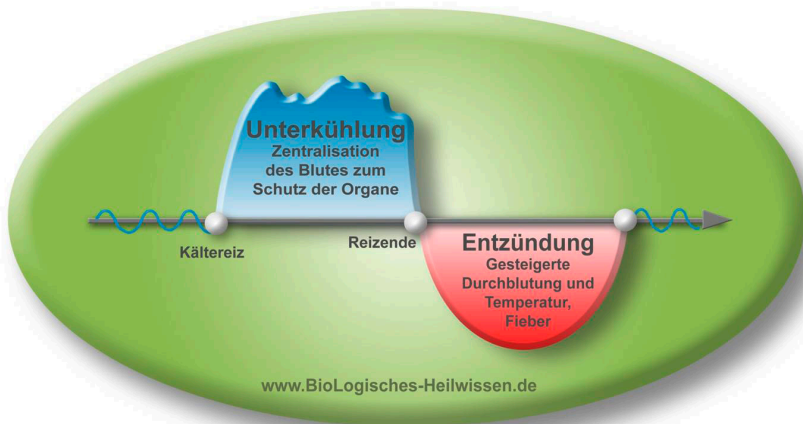 Unterkühlung
Zentralisation
des Blutes zum
Schutz der Organe
Kältereiz
Reizende
Entzündung
Gesteigerte
Durchblutung und
Temperatur,
Fieber
www.BioLogisches-Heilwissen.de